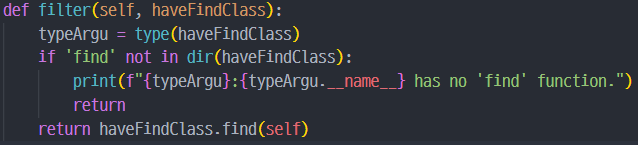 def filter(self, haveFindClass):
    typeArgu = type(haveFindClass)
    if 'find' not in dir(haveFindClass):
        print(f"{typeArgu}:{typeArgu.__name__} has no 'find' function.")
        return
    return haveFindClass.find(self)